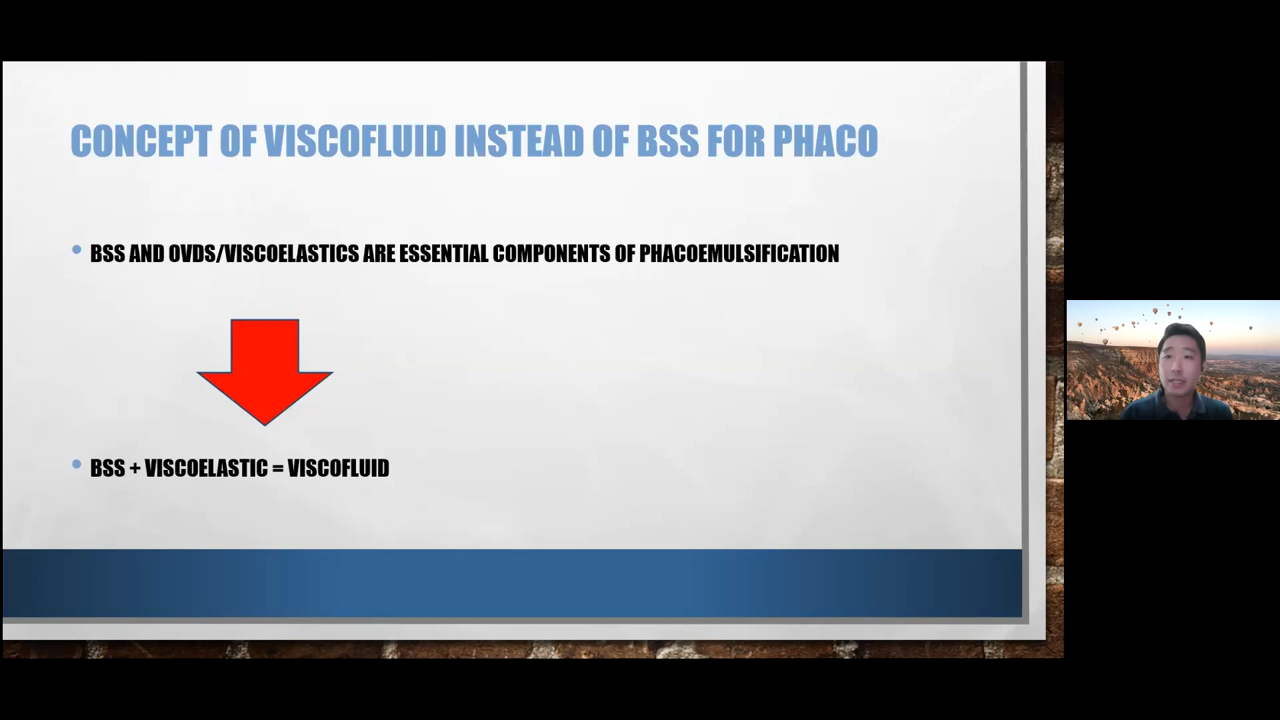 CONCEPT OF VISCOFLUID INSTEAD OF BSS FOR PHACO
BSS AND OVDS/VISCOELASTICS ARE ESSENTIAL COMPONENTS OF PHACOEMULSIFICATION
BSS + VISCOELASTIC = VISCOFLUID